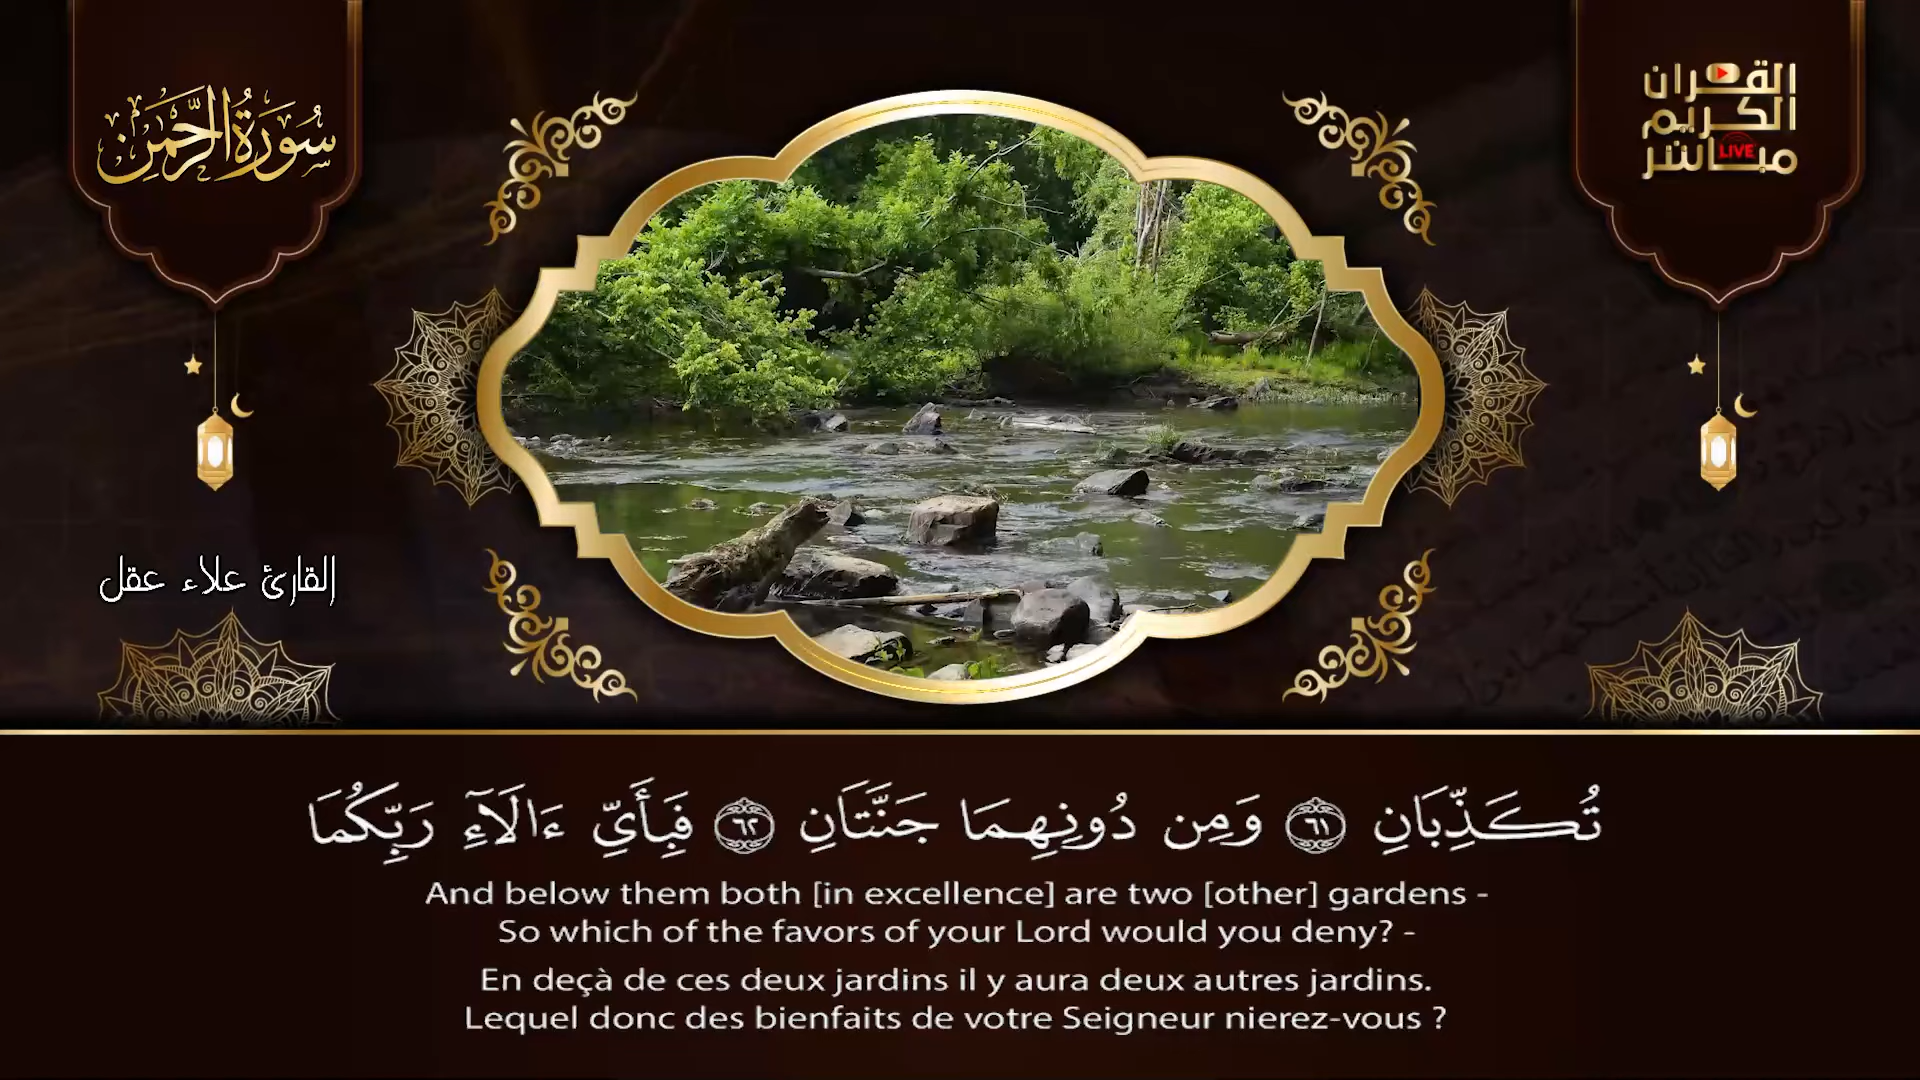 سُورَةُ الرَّحْمَن
القرآن
الكريم
مباشر
LIVE
القارئ علاء عقل
تُكَذِّبَانِ ٦١ وَمِن دُونِهِمَا جَنَّتَانِ ٦٢ فَبِأَيِّ ءَالَآءِ رَبِّكُمَا
And below them both [in excellence] are two [other] gardens -
So which of the favors of your Lord would you deny? -
En deçà de ces deux jardins il y aura deux autres jardins.
Lequel donc des bienfaits de votre Seigneur nierez-vous ?